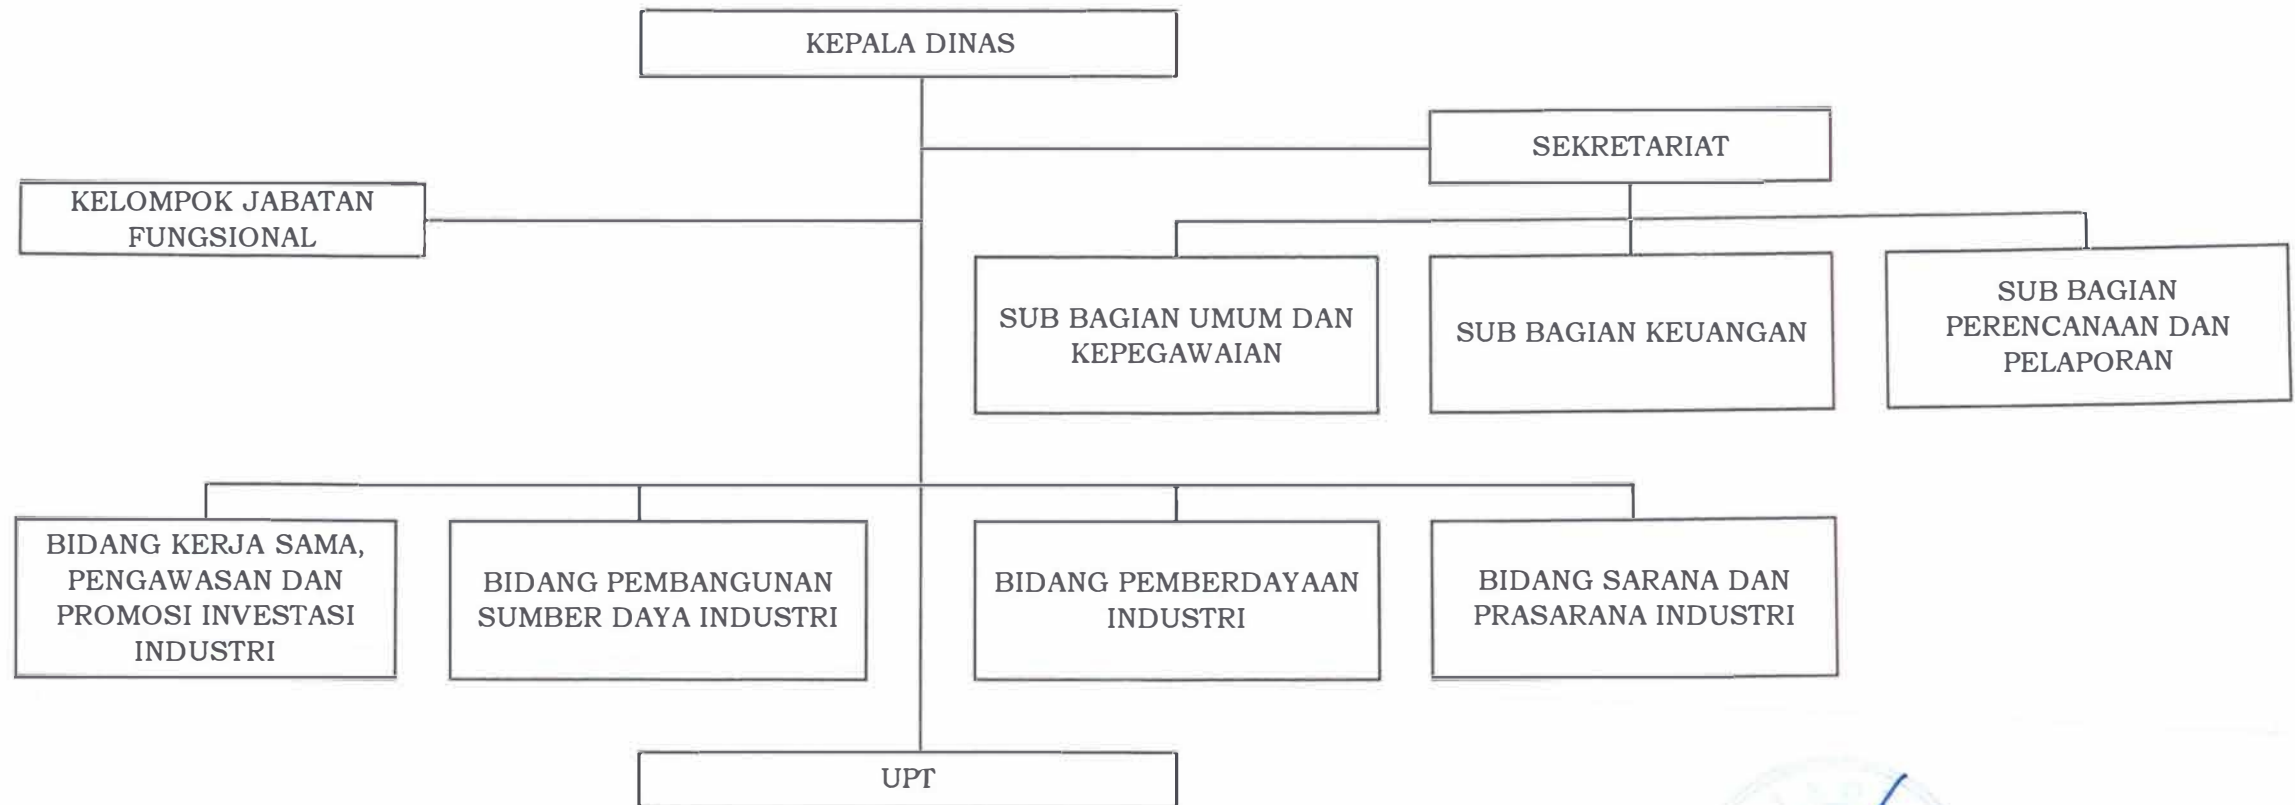 KEPALA DINAS
SEKRETARIAT
KELOMPOK JABATAN
FUNGSIONAL
SUB BAGIAN UMUM DAN
KEPEGAWAIAN
SUB BAGIAN KEUANGAN
SUB BAGIAN
PERENCANAAN DAN
PELAPORAN
BIDANG KERJA SAMA,
PENGAWASAN DAN
PROMOSI INVESTASI
INDUSTRI
BIDANG PEMBANGUNAN
SUMBER DAYA INDUSTRI
BIDANG PEMBERDAYAAN
INDUSTRI
BIDANG SARANA DAN
PRASARANA INDUSTRI
UPT